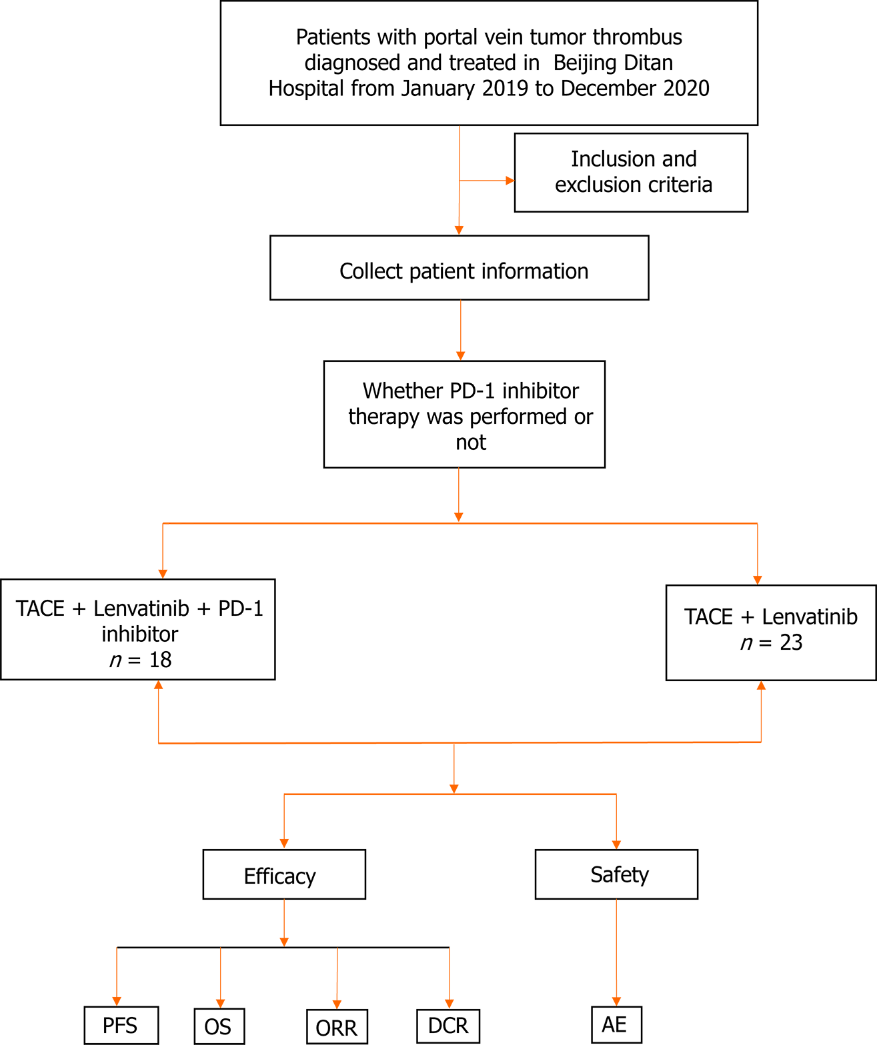 Patients with portal vein tumor thrombus
diagnosed and treated in Beijing Ditan
Hospital from January 2019 to December 2020
Inclusion and
exclusion criteria
Collect patient information
Whether PD-1 inhibitor
therapy was performed or
not
TACE + Lenvatinib + PD-1
inhibitor
n = 18
TACE + Lenvatinib
n = 23
Efficacy
Safety
PFS
OS
ORR
DCR
AE